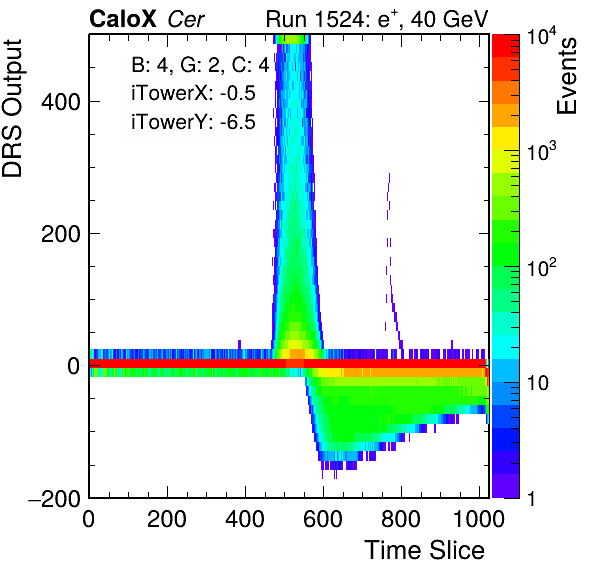 CaloX Cer Run 1524: e+, 40 GeV
B: 4, G: 2, C: 4
iTowerX: -0.5
iTowerY: -6.5
DRS Output
400
200
0
−200
0 200 400 600 800 1000
Time Slice
Events
10^4
10^3
10^2
10
1